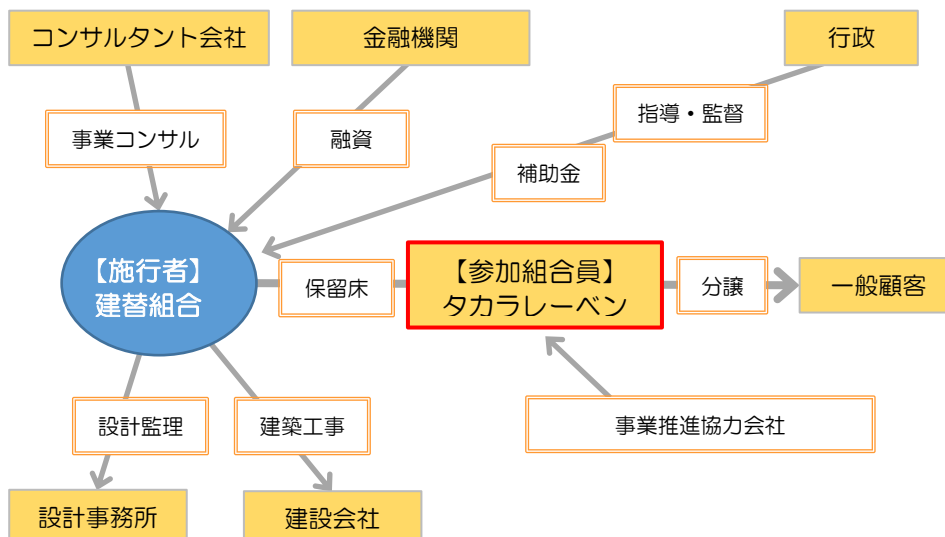 コンサルタント会社
金融機関
行政
事業コンサル
融資
指導・監督
補助金
【施行者】
建替組合
保留床
【参加組合員】
タカラレーベン
分譲
一般顧客
設計監理
建築工事
事業推進協力会社
設計事務所
建設会社